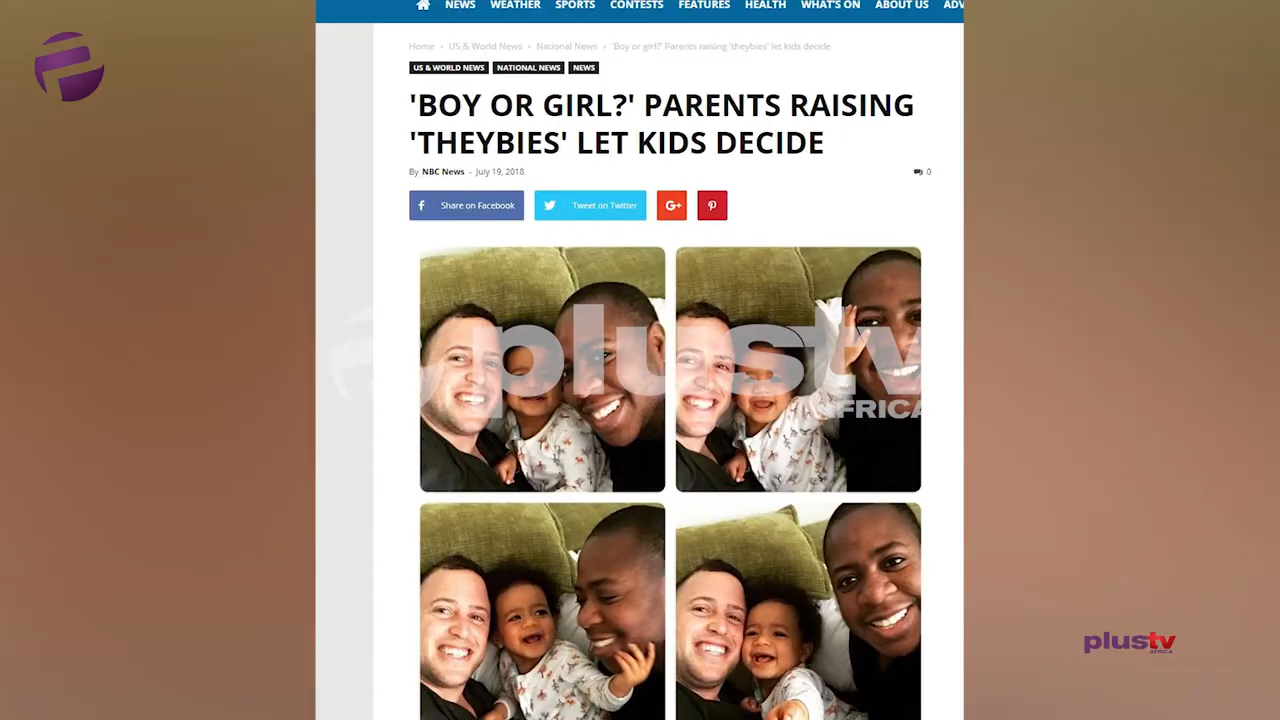 NEWS WEATHER SPORTS CONTESTS FEATURES HEALTH WHAT'S ON ABOUT US ADV
Home › US & World News › National News › 'Boy or girl?' Parents raising 'theybies' let kids decide
US & WORLD NEWS NATIONAL NEWS NEWS
'BOY OR GIRL?' PARENTS RAISING
'THEYBIES' LET KIDS DECIDE
By NBC News - July 19, 2018 0
Share on Facebook Tweet on Twitter G+
plustv
AFRICA
plustv
AFRICA